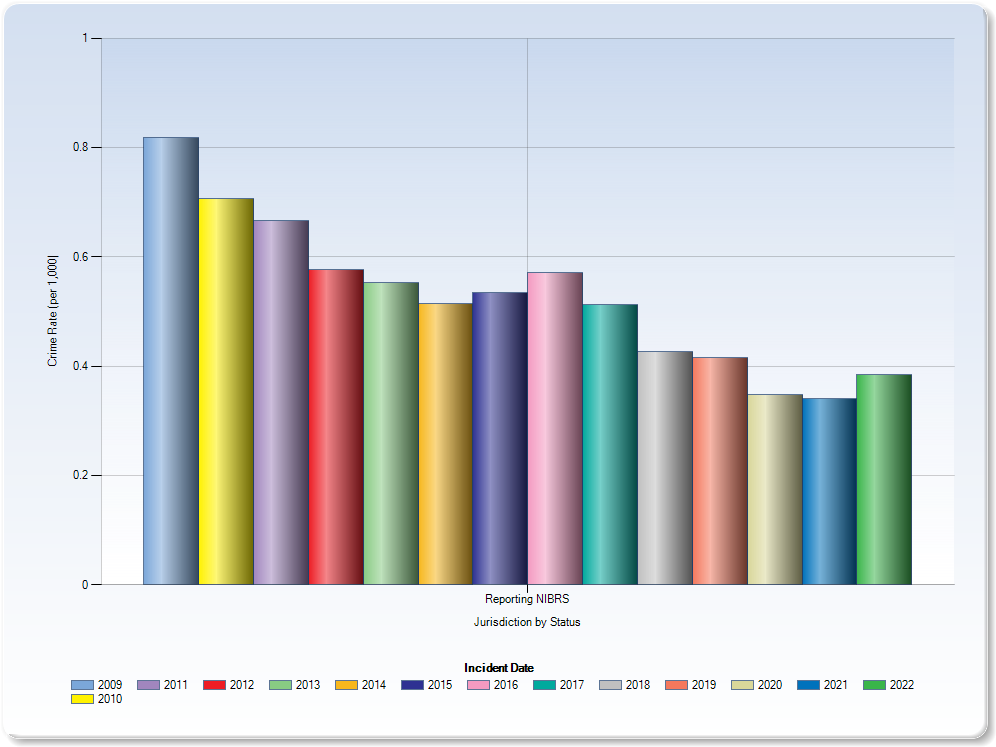 1
0.8
0.6
0.4
0.2
0
Crime Rate (per 1,000)
Reporting NIBRS
Jurisdiction by Status
Incident Date
2009 2011 2012 2013 2014 2015 2016 2017 2018 2019 2020 2021 2022
2010